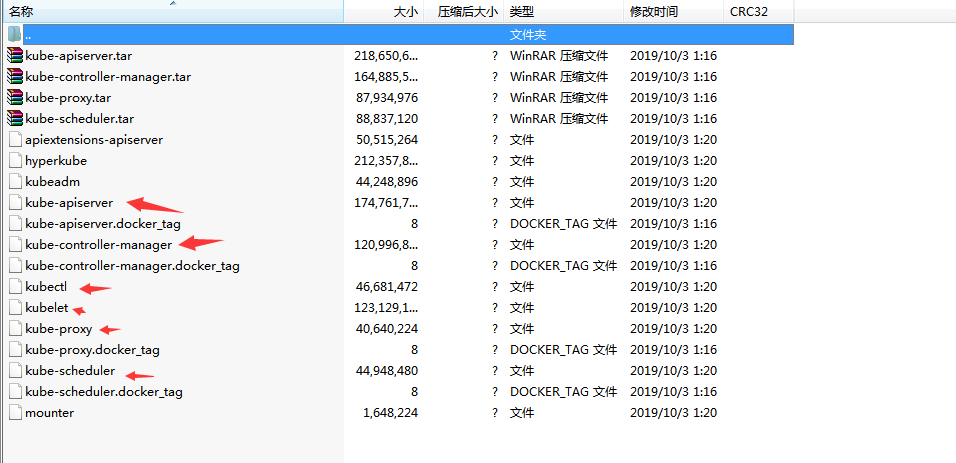 名称 大小 压缩后大小 类型 修改时间 CRC32
.. 文件夹
kube-apiserver.tar 218,650,6... ? WinRAR 压缩文件 2019/10/3 1:16
kube-controller-manager.tar 164,885,5... ? WinRAR 压缩文件 2019/10/3 1:16
kube-proxy.tar 87,934,976 ? WinRAR 压缩文件 2019/10/3 1:16
kube-scheduler.tar 88,837,120 ? WinRAR 压缩文件 2019/10/3 1:16
apiextensions-apiserver 50,515,264 ? 文件 2019/10/3 1:20
hyperkube 212,357,8... ? 文件 2019/10/3 1:20
kubeadm 44,248,896 ? 文件 2019/10/3 1:20
kube-apiserver 174,761,7... ? 文件 2019/10/3 1:20
kube-apiserver.docker_tag 8 ? DOCKER_TAG 文件 2019/10/3 1:16
kube-controller-manager 120,996,8... ? 文件 2019/10/3 1:20
kube-controller-manager.docker_tag 8 ? DOCKER_TAG 文件 2019/10/3 1:16
kubectl 46,681,472 ? 文件 2019/10/3 1:20
kubelet 123,129,1... ? 文件 2019/10/3 1:20
kube-proxy 40,640,224 ? 文件 2019/10/3 1:20
kube-proxy.docker_tag 8 ? DOCKER_TAG 文件 2019/10/3 1:16
kube-scheduler 44,948,480 ? 文件 2019/10/3 1:20
kube-scheduler.docker_tag 8 ? DOCKER_TAG 文件 2019/10/3 1:16
mounter 1,648,224 ? 文件 2019/10/3 1:20